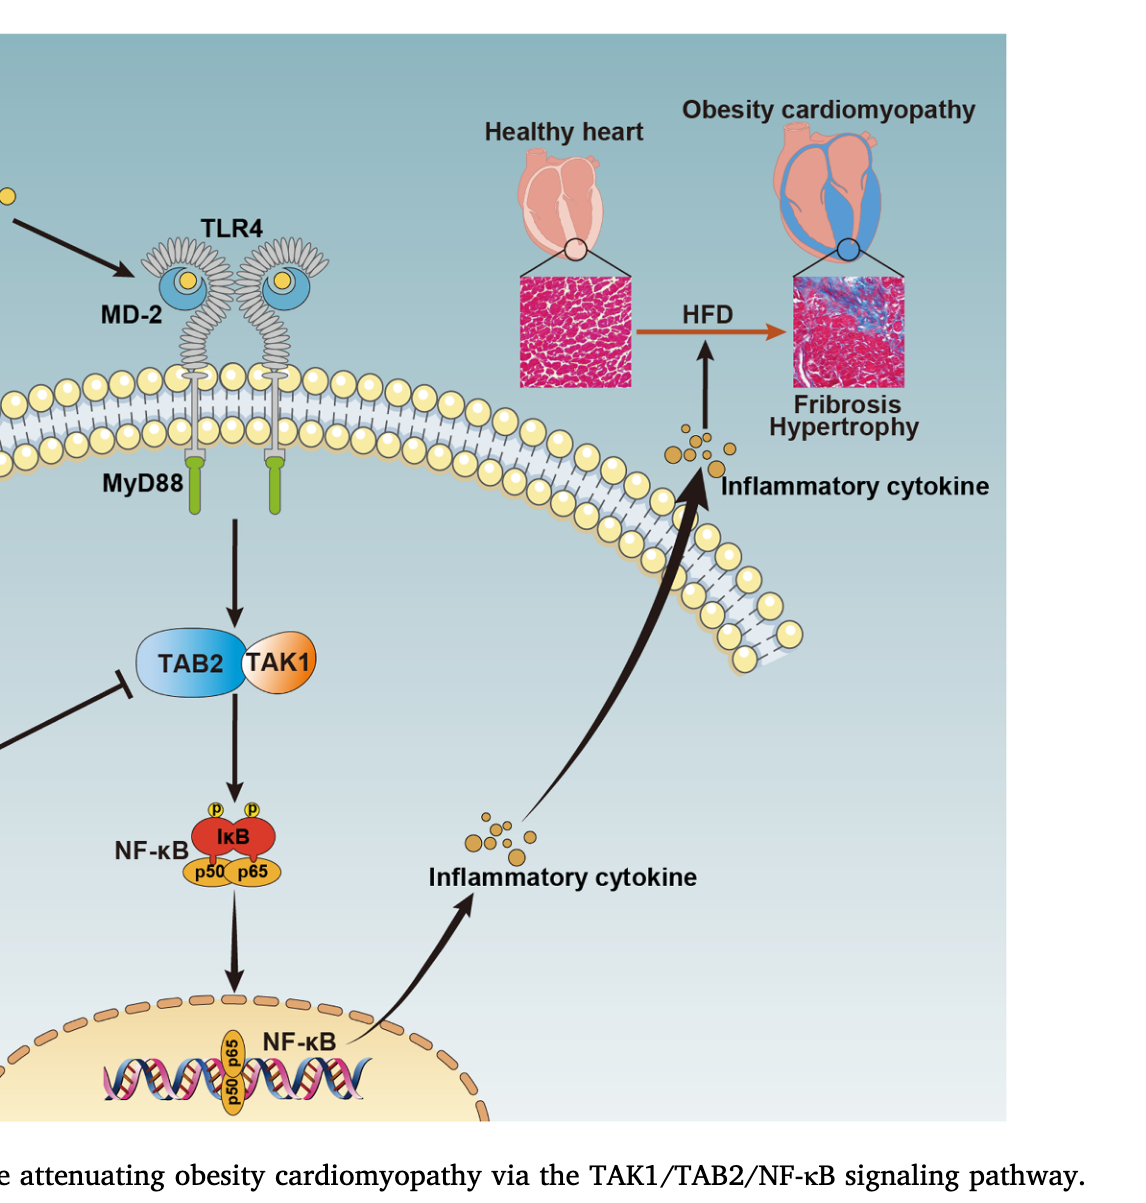 Obesity cardiomyopathy
Healthy heart
TLR4
MD-2
HFD
Fribrosis
Hypertrophy
MyD88
Inflammatory cytokine
TAB2
TAK1
p
p
IκB
NF-κB
p50
p65
Inflammatory cytokine
NF-κB
p65
p50
e attenuating obesity cardiomyopathy via the TAK1/TAB2/NF-κB signaling pathway.